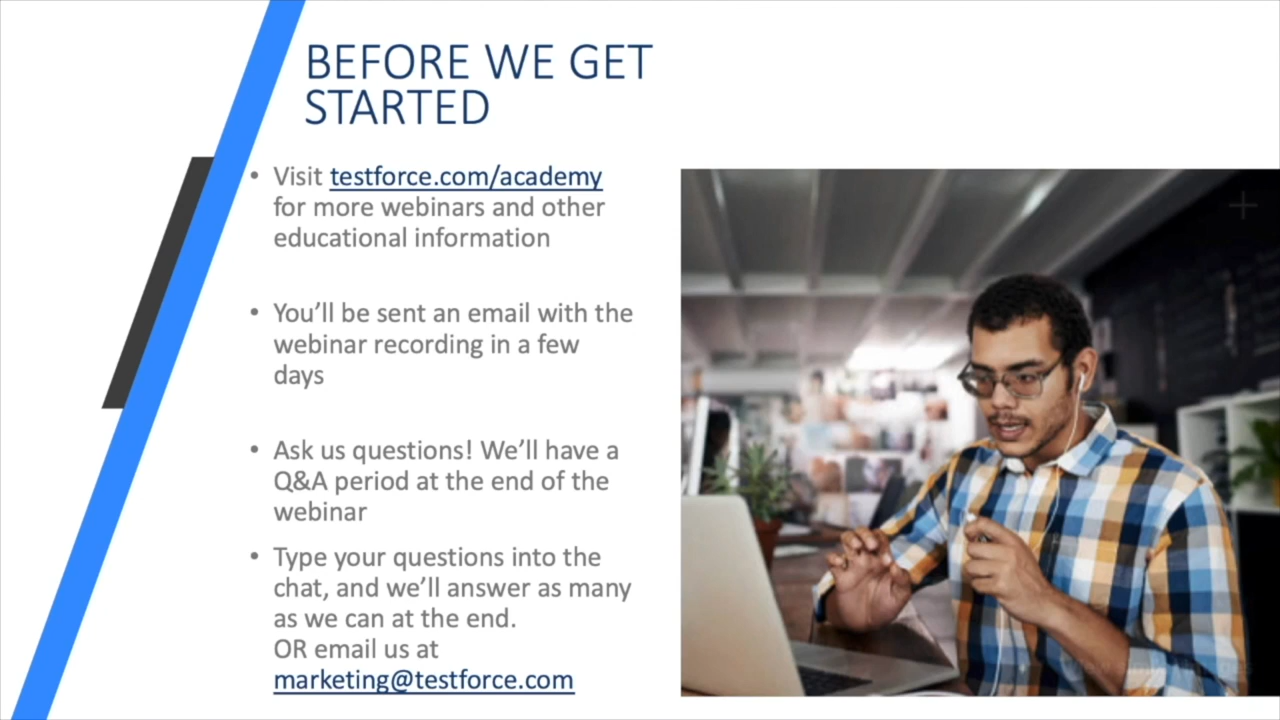 BEFORE WE GET
STARTED
• Visit testforce.com/academy
for more webinars and other
educational information
• You’ll be sent an email with the
webinar recording in a few
days
• Ask us questions! We’ll have a
Q&A period at the end of the
webinar
• Type your questions into the
chat, and we’ll answer as many
as we can at the end.
OR email us at
marketing@testforce.com